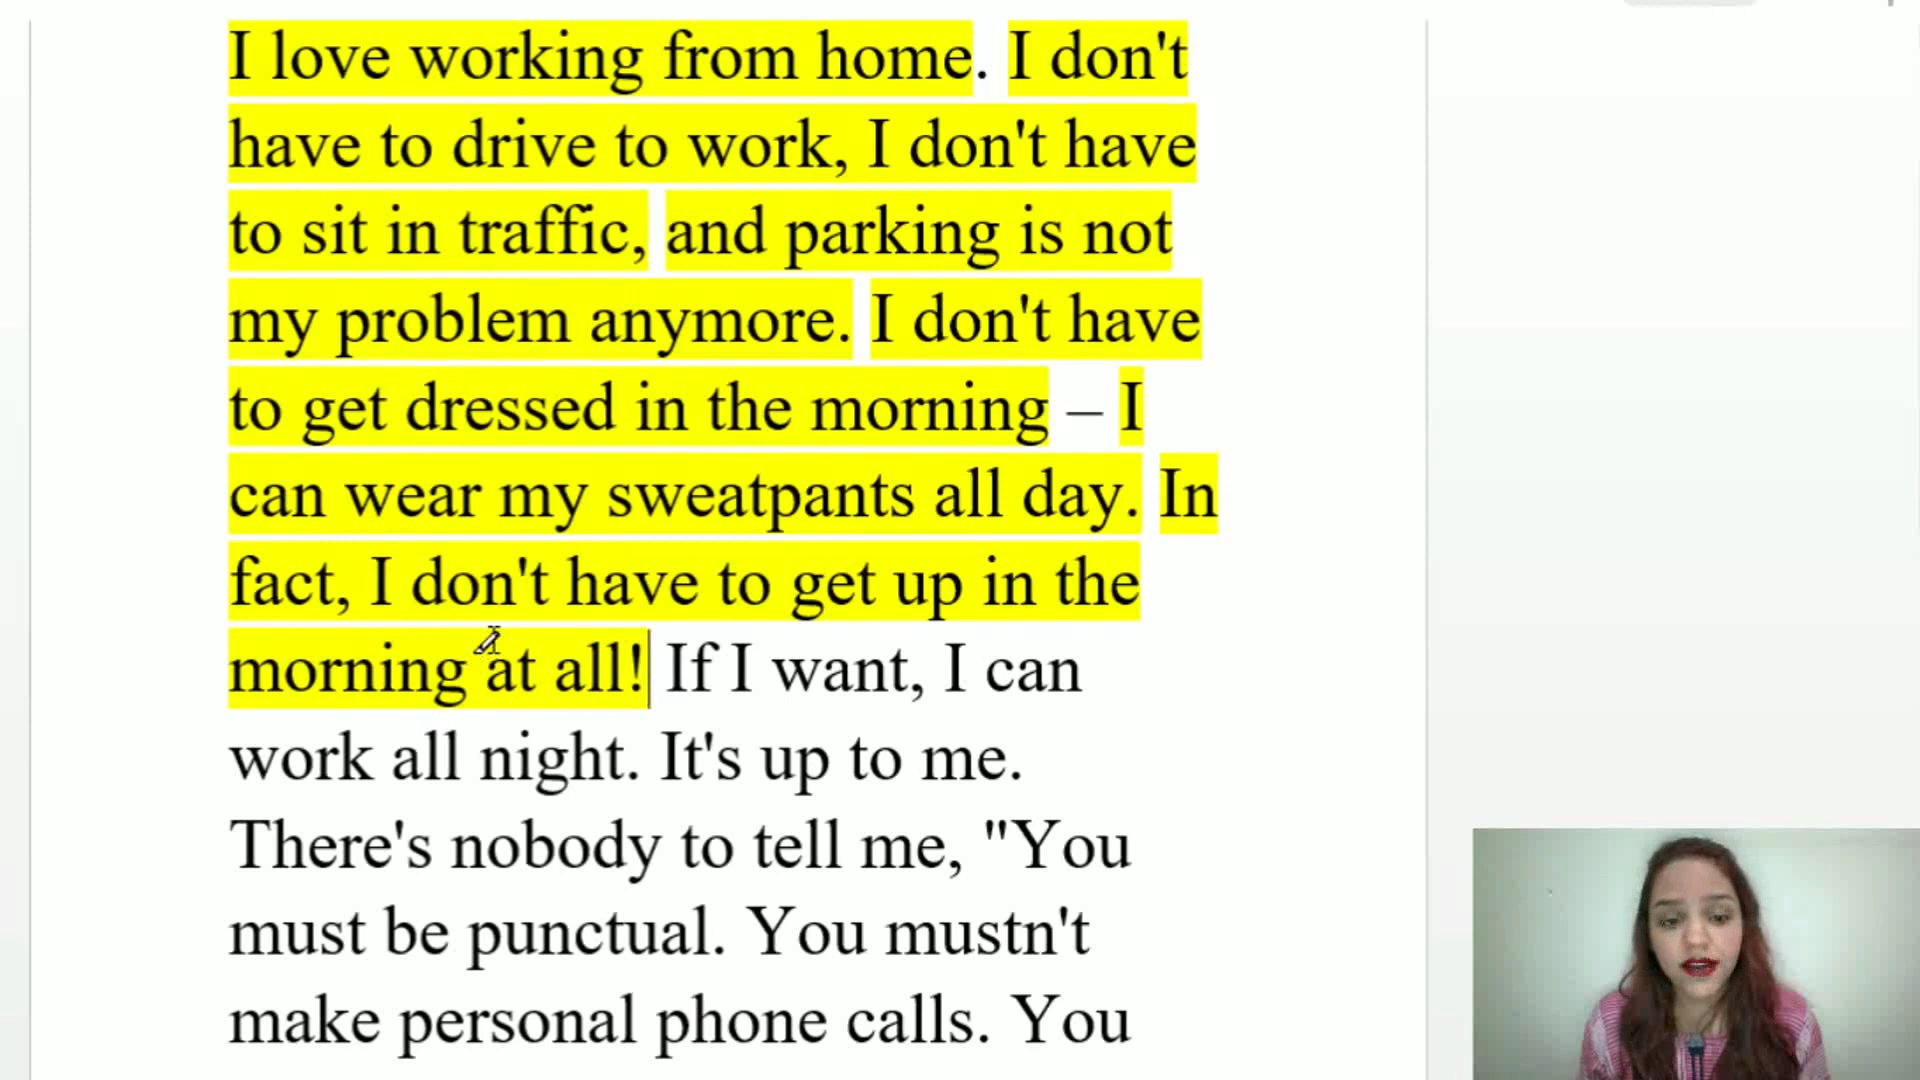 I love working from home. I don't
have to drive to work, I don't have
to sit in traffic, and parking is not
my problem anymore. I don't have
to get dressed in the morning – I
can wear my sweatpants all day. In
fact, I don't have to get up in the
morning at all! If I want, I can
work all night. It's up to me.
There's nobody to tell me, "You
must be punctual. You mustn't
make personal phone calls. You